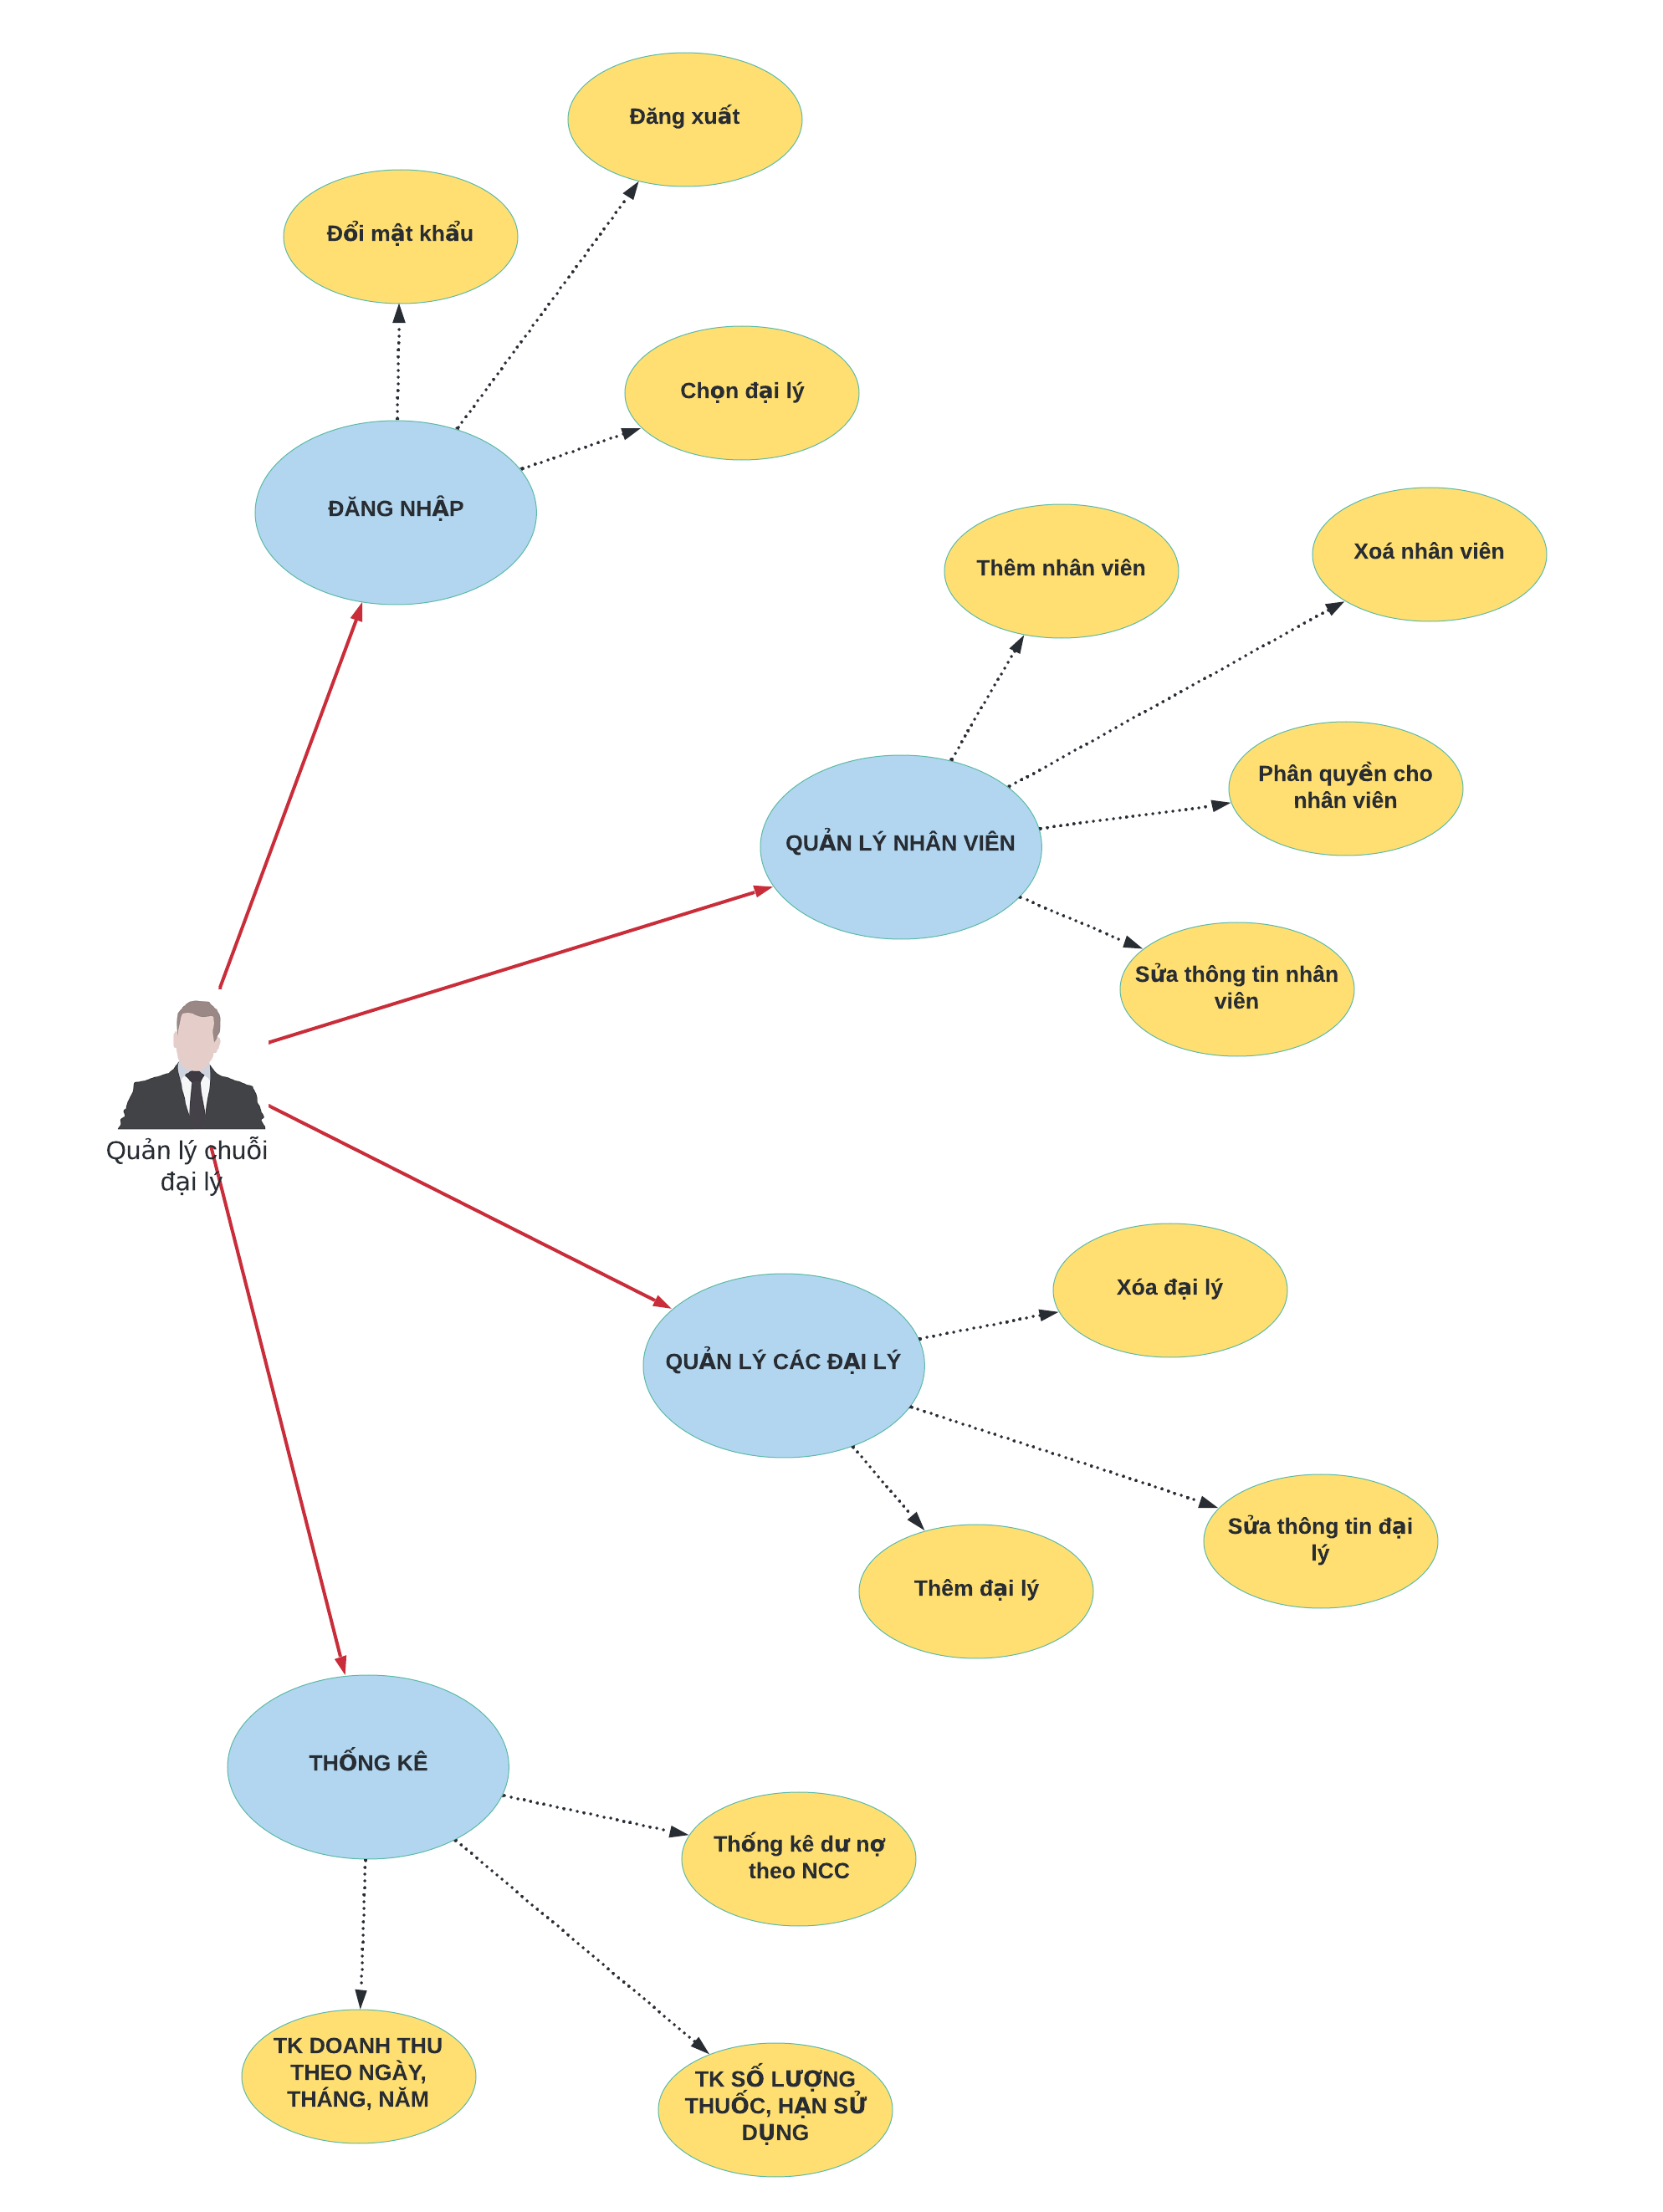 Đăng xuất
Đổi mật khẩu
Chọn đại lý
ĐĂNG NHẬP
Thêm nhân viên
Xoá nhân viên
Phân quyền cho
nhân viên
QUẢN LÝ NHÂN VIÊN
Sửa thông tin nhân
viên
Quản lý chuỗi
đại lý
Xóa đại lý
QUẢN LÝ CÁC ĐẠI LÝ
Sửa thông tin đại
lý
Thêm đại lý
THỐNG KÊ
Thống kê dư nợ
theo NCC
TK DOANH THU
THEO NGÀY,
THÁNG, NĂM
TK SỐ LƯỢNG
THUỐC, HẠN SỬ
DỤNG